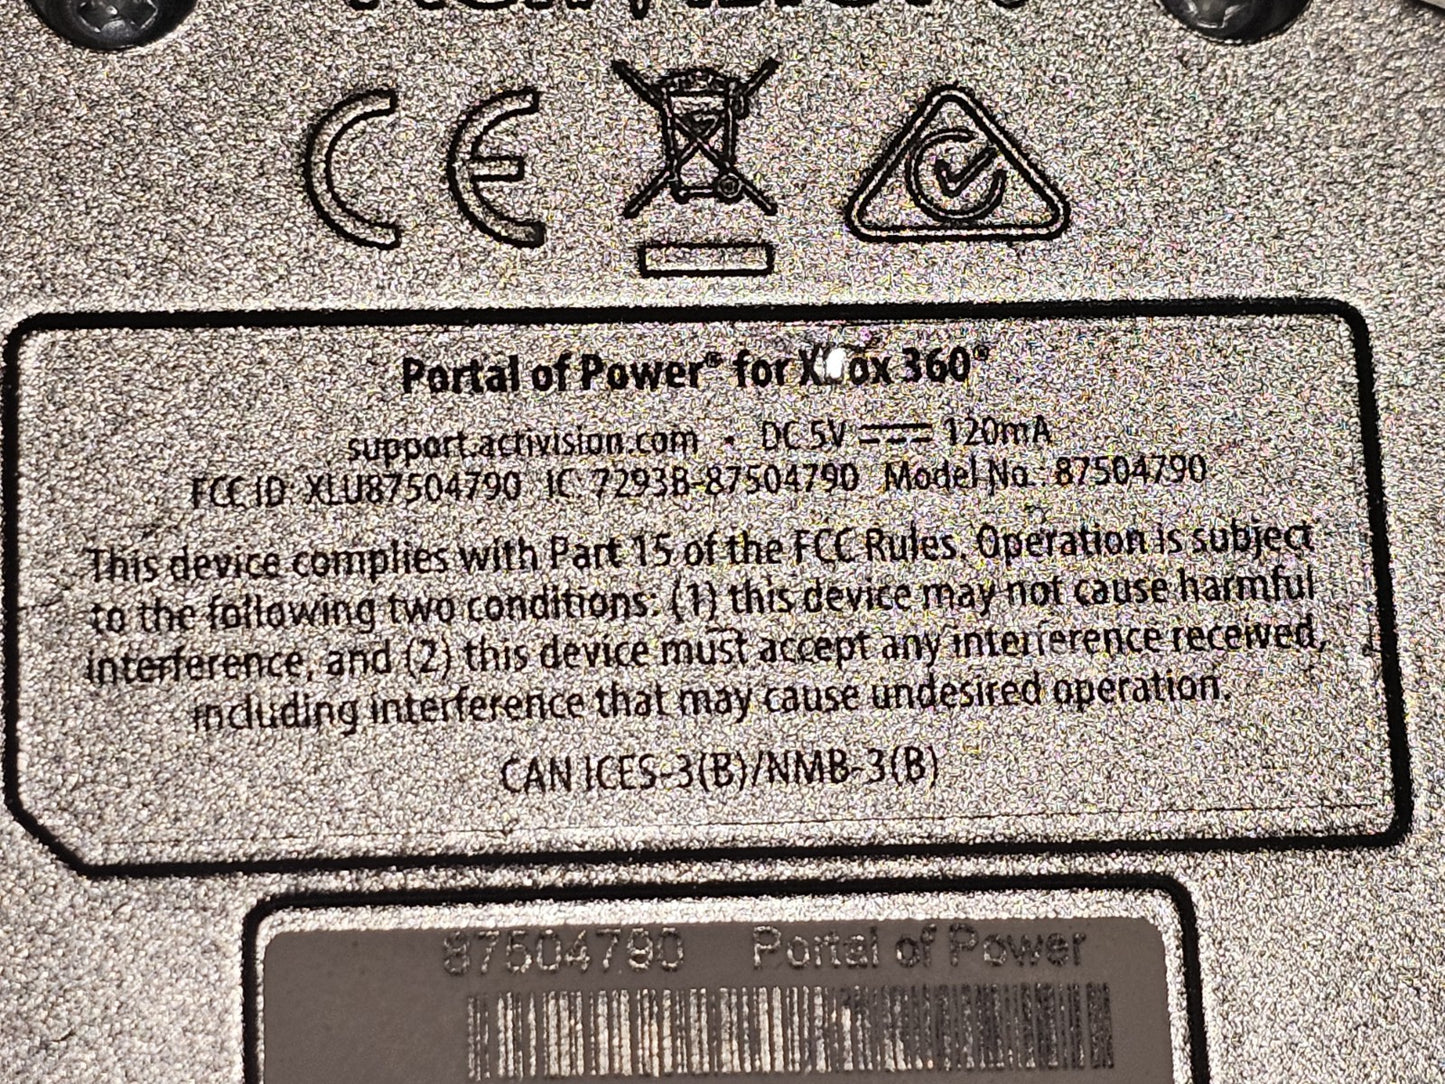 ACTIVISION
CE
Portal of Power® for Xbox 360®
support.activision.com • DC 5V 120mA
FCC ID: XLU87504790 IC: 7293B-87504790 Model No.: 87504790
This device complies with Part 15 of the FCC Rules. Operation is subject
to the following two conditions: (1) this device may not cause harmful
interference, and (2) this device must accept any interference received,
including interference that may cause undesired operation.
CAN ICES-3(B)/NMB-3(B)
87504790 Portal of Power